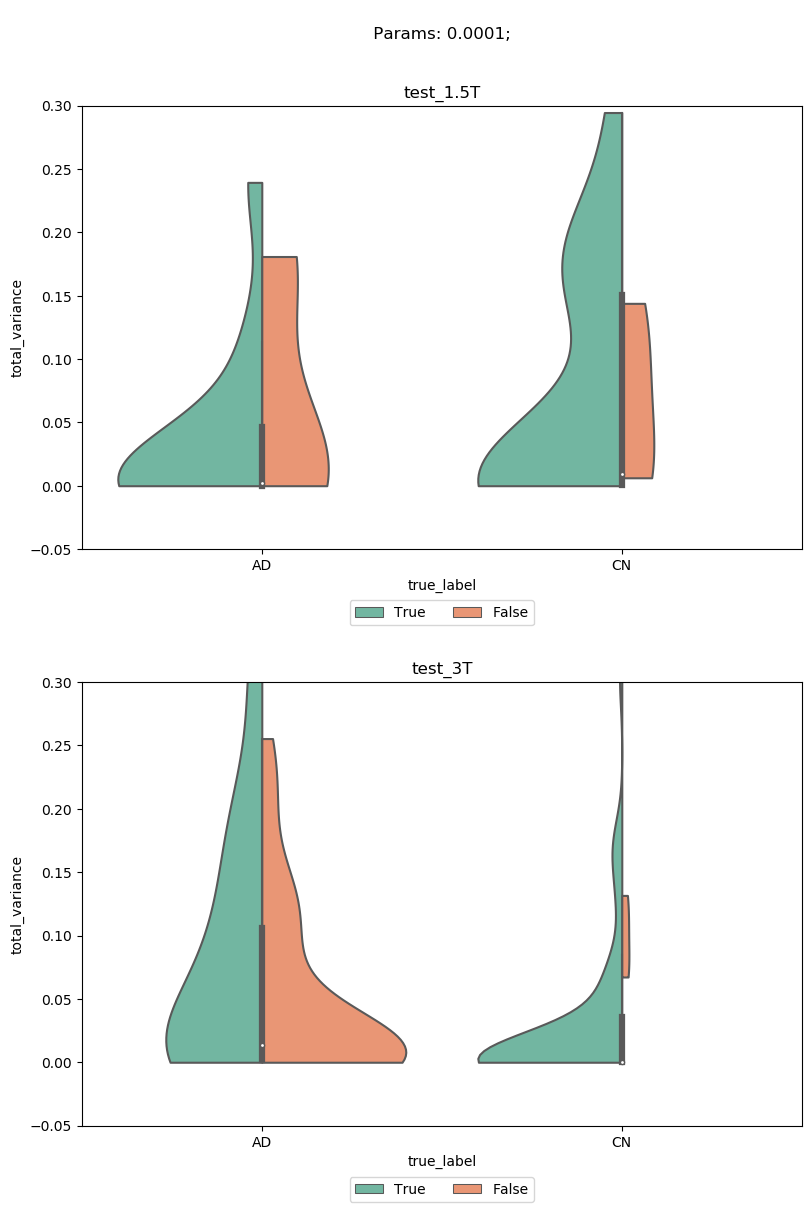 Params: 0.0001;
test_1.5T
0.30
0.25
0.20
0.15
0.10
0.05
0.00
−0.05
total_variance
AD
CN
true_label
True
False
test_3T
0.30
0.25
0.20
0.15
0.10
0.05
0.00
−0.05
total_variance
AD
CN
true_label
True
False